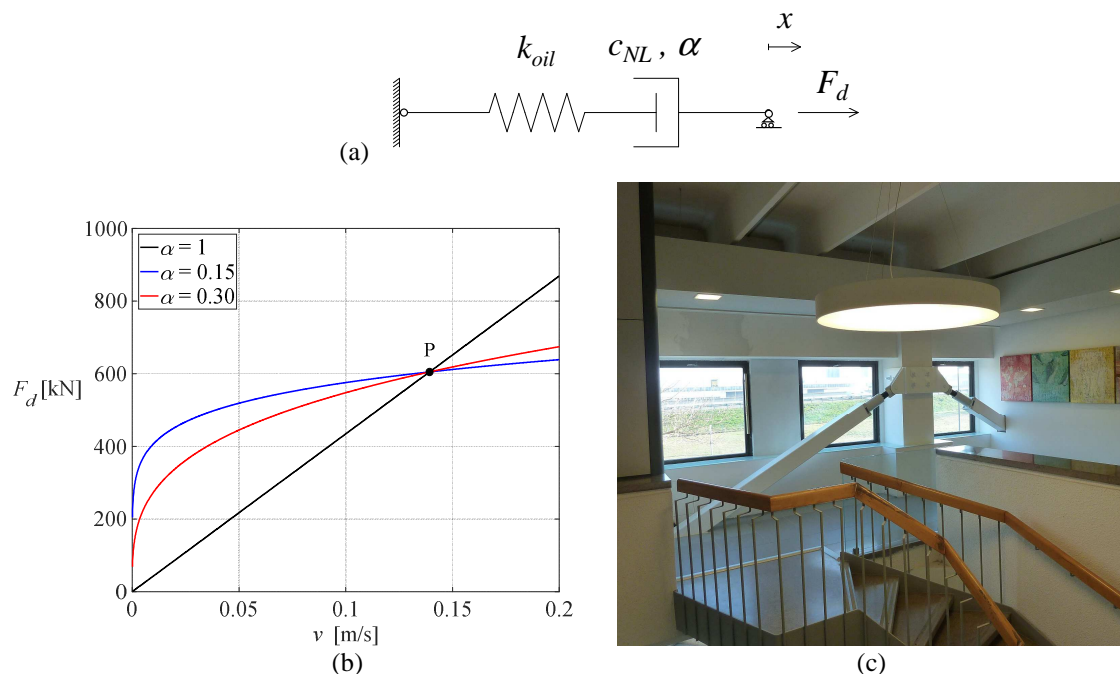 x
k_oil
c_NL , α
F_d
(a)
1000
α = 1
α = 0.15
α = 0.30
800
P
600
F_d [kN]
400
200
0
0
0.05
0.1
0.15
0.2
v [m/s]
(b)
(c)